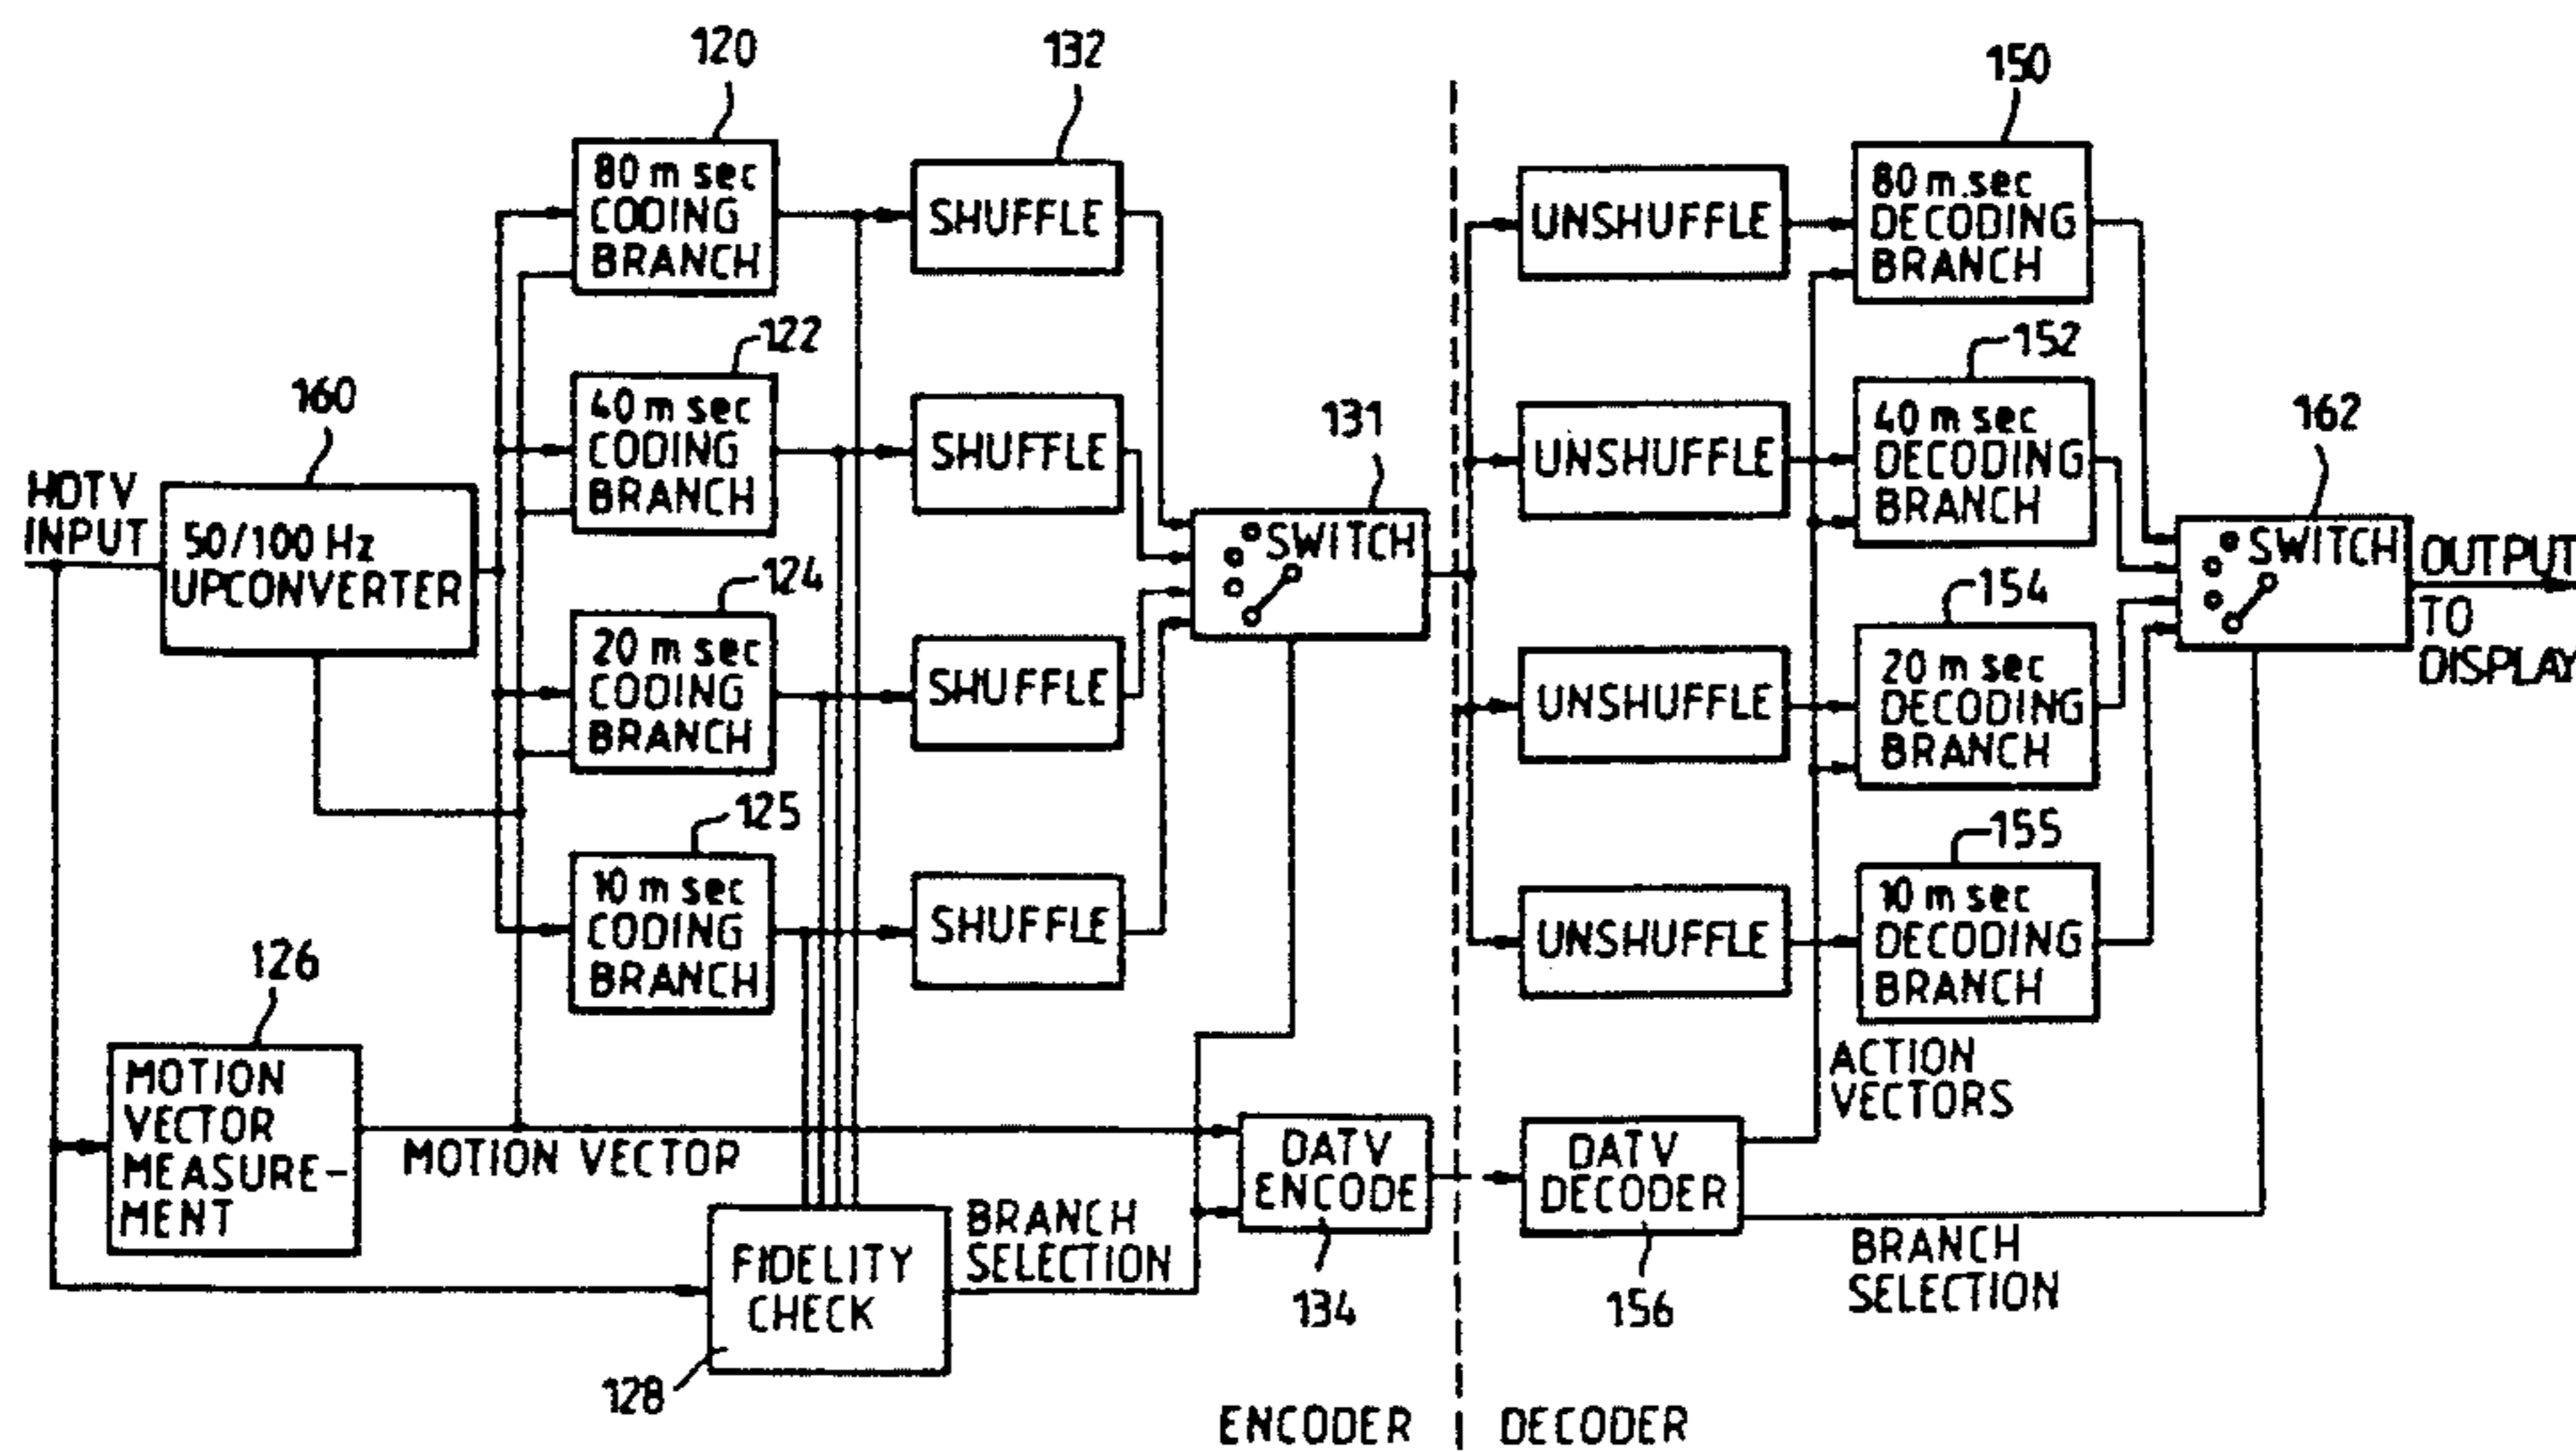 120
132
150
80 m sec
CODING
BRANCH
SHUFFLE
UNSHUFFLE
80 m.sec
DECODING
BRANCH
122
152
160
40 m sec
CODING
BRANCH
SHUFFLE
131
UNSHUFFLE
40 m sec
DECODING
BRANCH
162
HDTV
INPUT
50/100 Hz
UPCONVERTER
SWITCH
SWITCH
OUTPUT
TO
DISPLAY
124
154
20 m sec
CODING
BRANCH
SHUFFLE
UNSHUFFLE
20 m sec
DECODING
BRANCH
125
155
10 m sec
CODING
BRANCH
SHUFFLE
UNSHUFFLE
10 m sec
DECODING
BRANCH
126
MOTION
VECTOR
MEASURE-
MENT
MOTION VECTOR
ACTION
VECTORS
DATV
ENCODE
DATV
DECODER
FIDELITY
CHECK
BRANCH
SELECTION
BRANCH
SELECTION
134
156
128
ENCODER
DECODER